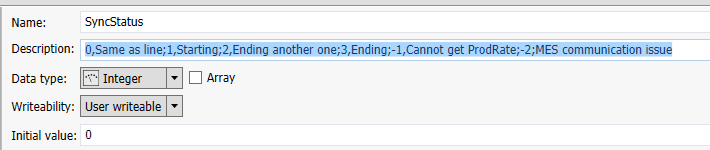 Name: SyncStatus
Description: 0,Same as line;1,Starting;2,Ending another one;3,Ending;-1,Cannot get ProdRate;-2;MES communication issue
Data type: Integer Array
Writeability: User writeable
Initial value: 0